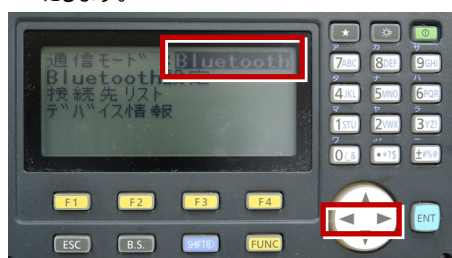 たします。
通信モード :Bluetooth
Bluetooth設定
接続先リスト
デバイス情報
F1 F2 F3 F4
ESC B.S. SHIFT FUNC
★
ア カ サ
7ABC 8DEF 9GHI
タ ナ ハ
4JKL 5MNO 6PQR
マ ヤ ラ
1STU 2VWX 3YZ
ワ
0/,& •*?$ ±#%@
ENT